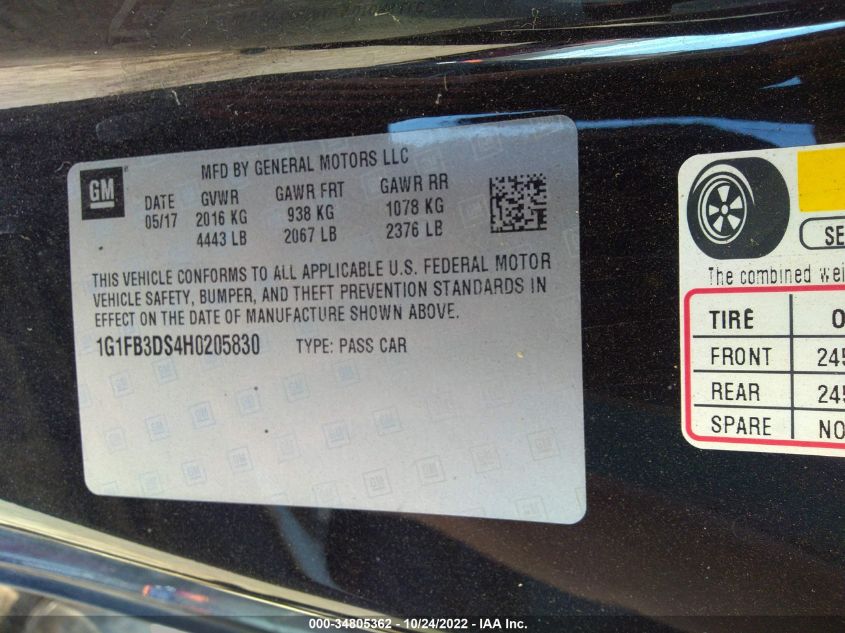 GM
MFD BY GENERAL MOTORS LLC
DATE GVWR GAWR FRT GAWR RR
05/17 2016 KG 938 KG 1078 KG
4443 LB 2067 LB 2376 LB
THIS VEHICLE CONFORMS TO ALL APPLICABLE U.S. FEDERAL MOTOR
VEHICLE SAFETY, BUMPER, AND THEFT PREVENTION STANDARDS IN
EFFECT ON THE DATE OF MANUFACTURE SHOWN ABOVE.
1G1FB3DS4H0205830 TYPE: PASS CAR
SE
The combined wei
TIRE O
FRONT 245
REAR 245
SPARE NO
000-34805362 - 10/24/2022 - IAA Inc.